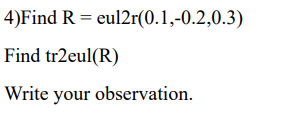 4)Find R = eul2r(0.1,-0.2,0.3)
Find tr2eul(R)
Write your observation.